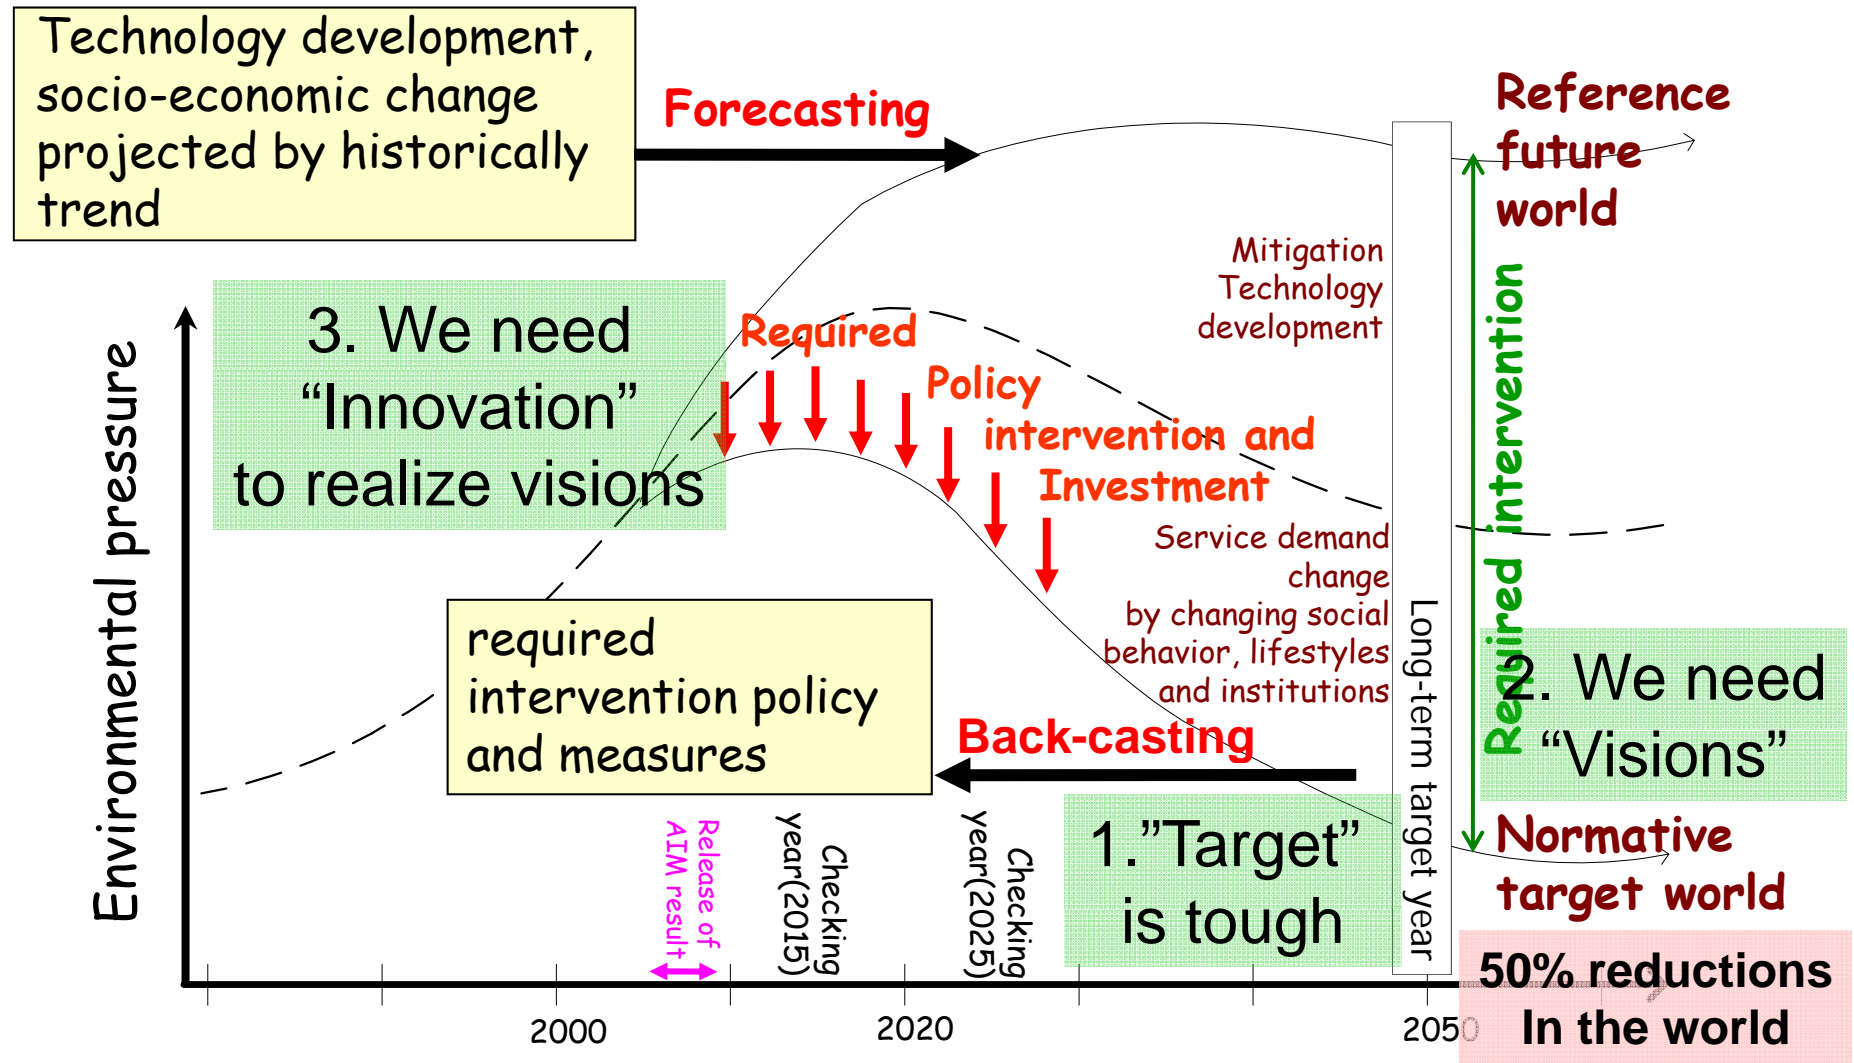 Technology development,
socio-economic change
projected by historically
trend
Forecasting
Reference
future
world
Mitigation
Technology
development
3. We need
“Innovation”
to realize visions
Required
Policy
intervention and
Investment
Environmental pressure
Service demand
change
by changing social
behavior, lifestyles
and institutions
Required intervention
Long-term target year
2. We need
“Visions”
required
intervention policy
and measures
Back-casting
1.”Target”
is tough
Release of
AIM result
Checking
year(2015)
Checking
year(2025)
Normative
target world
50% reductions
In the world
2000
2020
2050